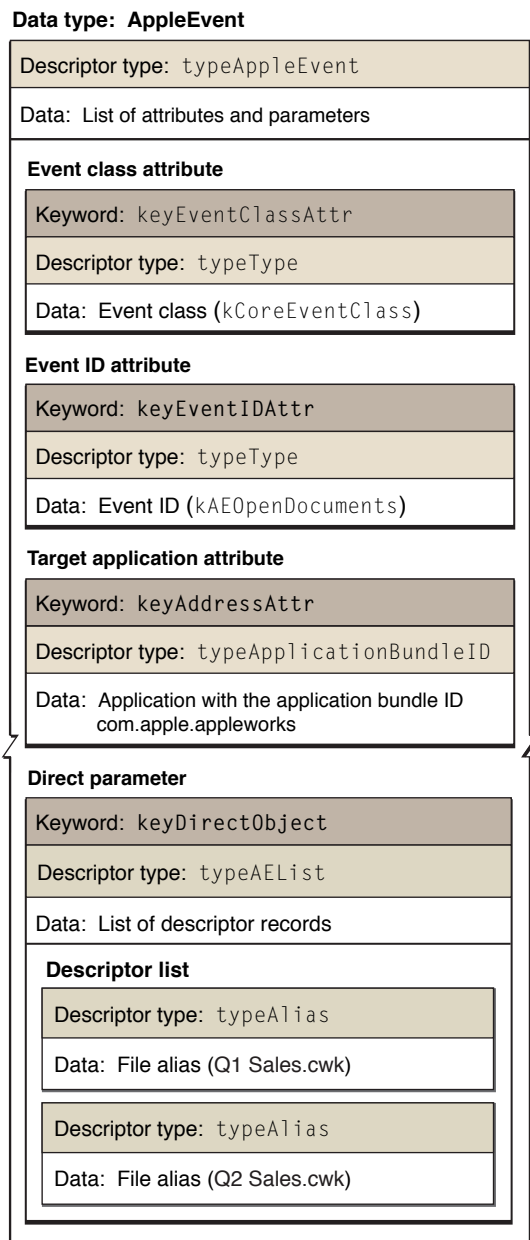 Data type: AppleEvent
Descriptor type: typeAppleEvent
Data: List of attributes and parameters
Event class attribute
Keyword: keyEventClassAttr
Descriptor type: typeType
Data: Event class (kCoreEventClass)
Event ID attribute
Keyword: keyEventIDAttr
Descriptor type: typeType
Data: Event ID (kAEOpenDocuments)
Target application attribute
Keyword: keyAddressAttr
Descriptor type: typeApplicationBundleID
Data: Application with the application bundle ID
com.apple.appleworks
Direct parameter
Keyword: keyDirectObject
Descriptor type: typeAEList
Data: List of descriptor records
Descriptor list
Descriptor type: typeAlias
Data: File alias (Q1 Sales.cwk)
Descriptor type: typeAlias
Data: File alias (Q2 Sales.cwk)